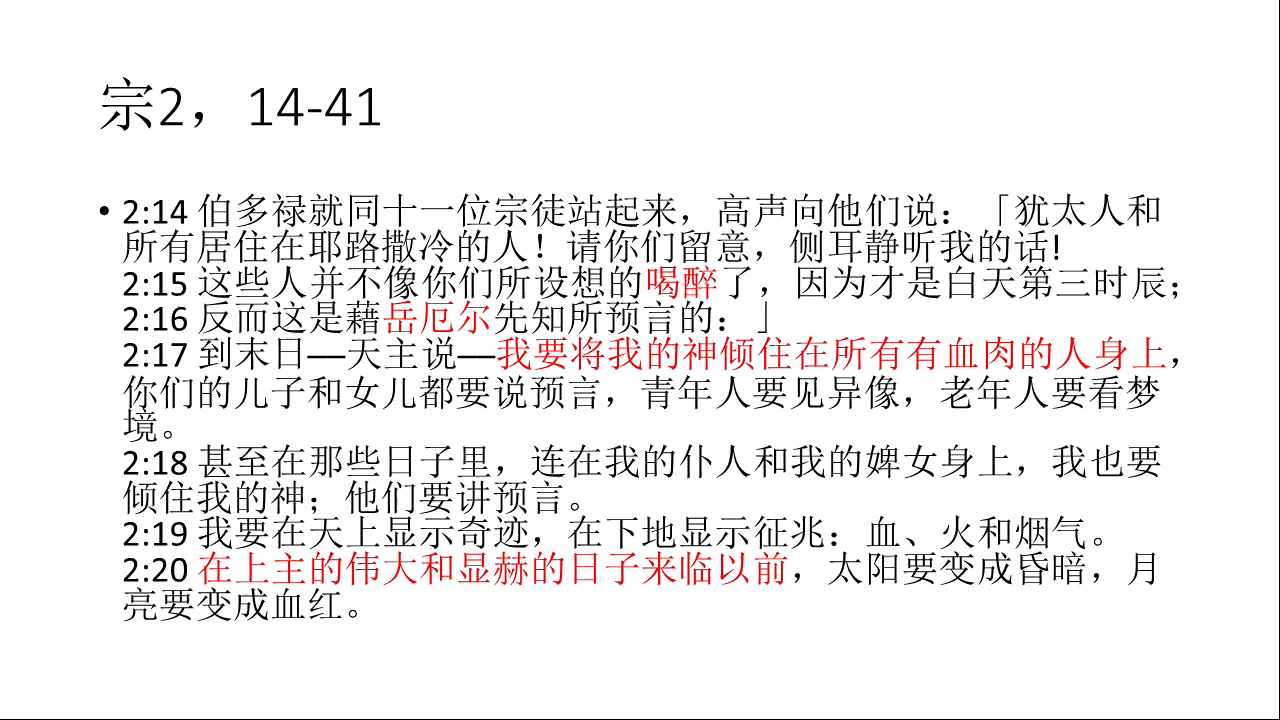 宗2，14-41
• 2:14 伯多禄就同十一位宗徒站起来，高声向他们说：「犹太人和
所有居住在耶路撒冷的人！请你们留意，侧耳静听我的话!
2:15 这些人并不像你们所设想的喝醉了，因为才是白天第三时辰；
2:16 反而这是藉岳厄尔先知所预言的：」
2:17 到末日—天主说—我要将我的神倾住在所有有血肉的人身上，
你们的儿子和女儿都要说预言，青年人要见异像，老年人要看梦
境。
2:18 甚至在那些日子里，连在我的仆人和我的婢女身上，我也要
倾住我的神；他们要讲预言。
2:19 我要在天上显示奇迹，在下地显示征兆：血、火和烟气。
2:20 在上主的伟大和显赫的日子来临以前，太阳要变成昏暗，月
亮要变成血红。